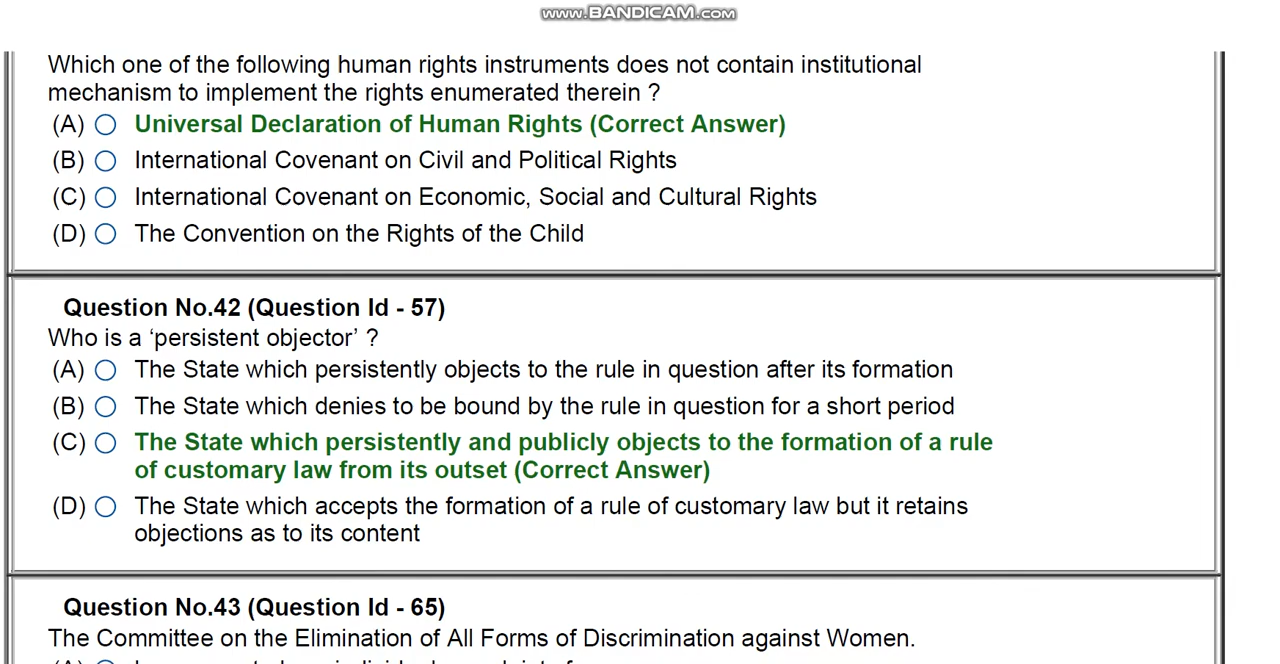 www.BANDICAM.com
Which one of the following human rights instruments does not contain institutional
mechanism to implement the rights enumerated therein ?
(A) Universal Declaration of Human Rights (Correct Answer)
(B) International Covenant on Civil and Political Rights
(C) International Covenant on Economic, Social and Cultural Rights
(D) The Convention on the Rights of the Child
Question No.42 (Question Id - 57)
Who is a ‘persistent objector’ ?
(A) The State which persistently objects to the rule in question after its formation
(B) The State which denies to be bound by the rule in question for a short period
(C) The State which persistently and publicly objects to the formation of a rule
of customary law from its outset (Correct Answer)
(D) The State which accepts the formation of a rule of customary law but it retains
objections as to its content
Question No.43 (Question Id - 65)
The Committee on the Elimination of All Forms of Discrimination against Women.